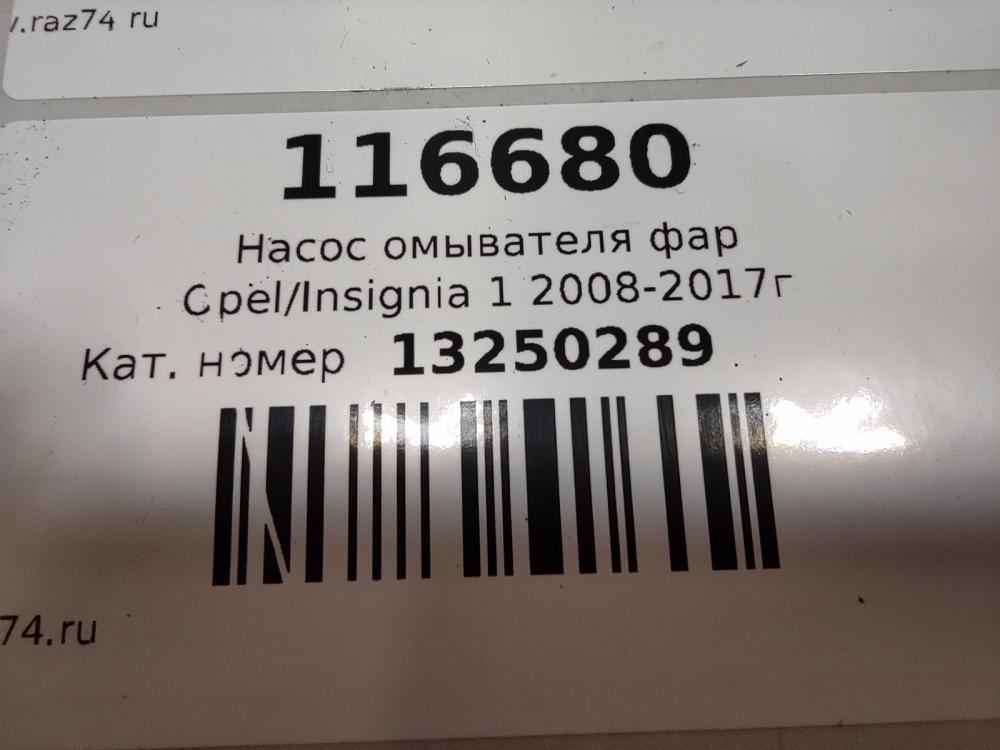 .raz74 ru
116680
Насос омывателя фар
Opel/Insignia 1 2008-2017г
Кат. номер 13250289
74.ru